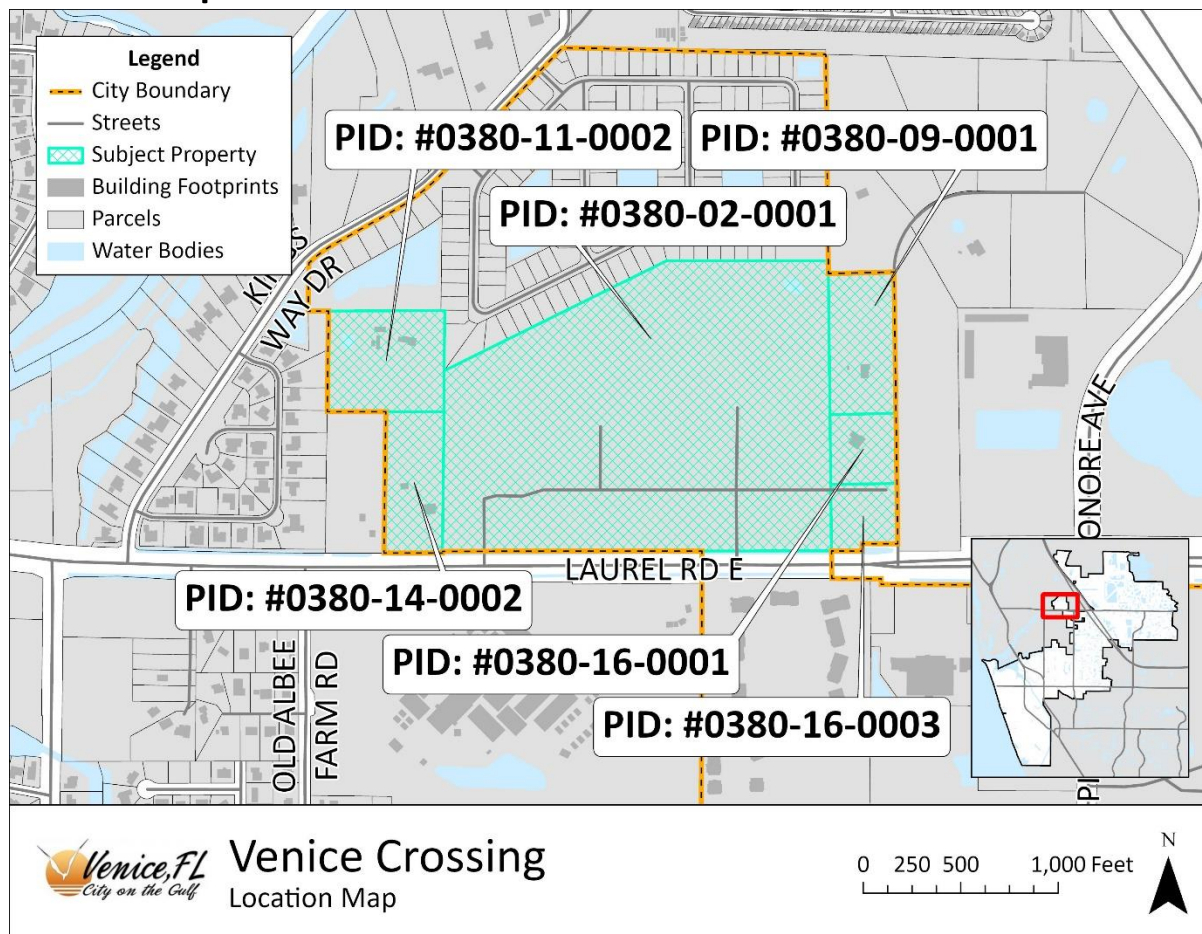 Legend
City Boundary
Streets
Subject Property
Building Footprints
Parcels
Water Bodies
PID: #0380-11-0002
PID: #0380-09-0001
PID: #0380-02-0001
KINGS
WAY DR
ONORE AVE
LAUREL RD E
PID: #0380-14-0002
PID: #0380-16-0001
PID: #0380-16-0003
OLD ALBEE
FARM RD
PI
Venice, FL
City on the Gulf
Venice Crossing
Location Map
0 250 500 1,000 Feet
N